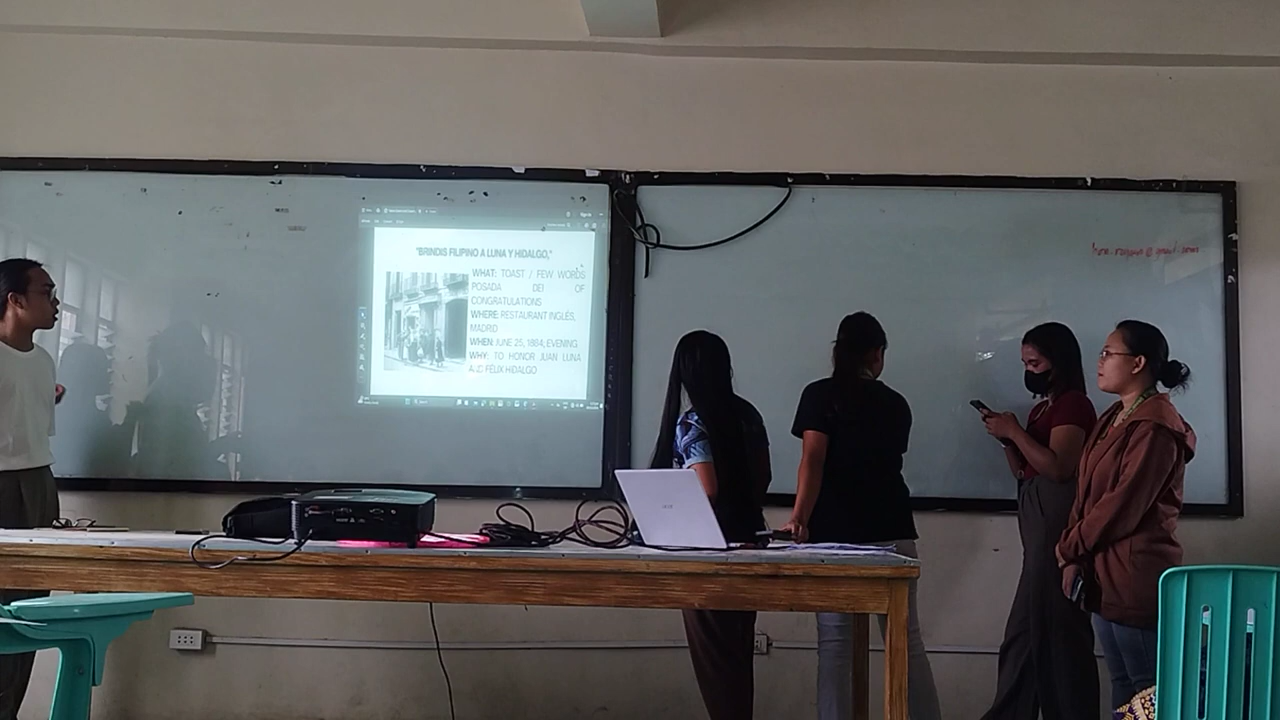 "BRINDIS FILIPINO A LUNA Y HIDALGO,"
WHAT: TOAST / FEW WORDS
POSADA DEI OF
CONGRATULATIONS
WHERE: RESTAURANT INGLÉS,
MADRID
WHEN: JUNE 25, 1884, EVENING
WHY: TO HONOR JUAN LUNA
FÉLIX HIDALGO
acer